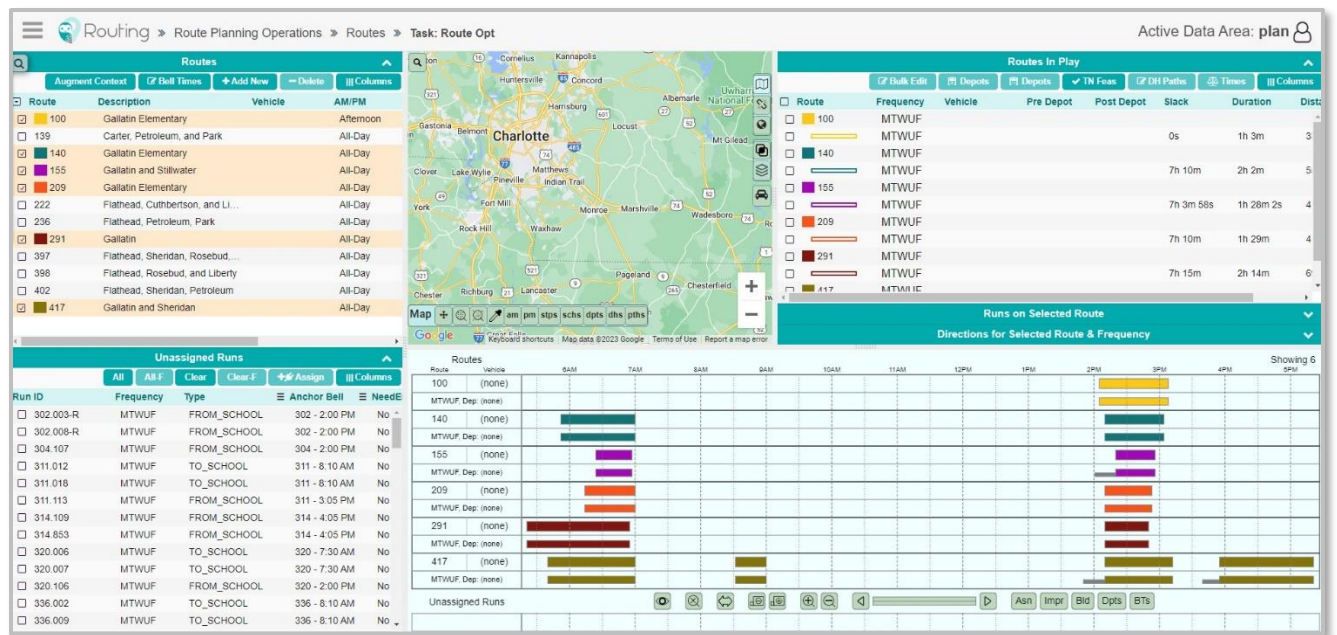 Routing » Route Planning Operations » Routes » Task: Route Opt
Active Data Area: plan
Routes
Augment Context Bell Times +Add New −Delete Columns
Route Description Vehicle AM/PM
100 Gallatin Elementary Afternoon
139 Carter, Petroleum, and Park All-Day
140 Gallatin Elementary All-Day
155 Gallatin and Stillwater All-Day
209 Gallatin Elementary All-Day
222 Flathead, Cuthbertson, and Li... All-Day
236 Flathead, Petroleum, Park All-Day
291 Gallatin All-Day
397 Flathead, Sheridan, Rosebud,... All-Day
398 Flathead, Rosebud, and Liberty All-Day
402 Flathead, Sheridan, Petroleum All-Day
417 Gallatin and Sheridan All-Day
Cornelius Kannapolis
Huntersville Concord
Uwharri
Albemarle National F
Harrisburg
Gastonia Belmont Charlotte Locust
Mt Gilead
Clover Lake Wylie Matthews
Pineville Indian Trail
York Fort Mill Monroe Marshville Wadesboro
Rock Hill Waxhaw
Pageland
Chester Richburg Lancaster Chesterfield
Map am pm stps schs dpts dhs pths
Google Keyboard shortcuts Map data ©2023 Google Terms of Use Report a map error
Routes In Play
Bulk Edit Depots Depots TN Feas DH Paths Times Columns
Route Frequency Vehicle Pre Depot Post Depot Slack Duration Dista
100 MTWUF
MTWUF 0s 1h 3m 3
140 MTWUF
MTWUF 7h 10m 2h 2m 5
155 MTWUF
MTWUF 7h 3m 58s 1h 28m 2s 4
209 MTWUF
MTWUF 7h 10m 1h 29m 4
291 MTWUF
MTWUF 7h 15m 2h 14m 6
417 MTWUF
Runs on Selected Route
Directions for Selected Route & Frequency
Unassigned Runs
All All-F Clear Clear-F Assign Columns
Run ID Frequency Type Anchor Bell NeedE
302.003-R MTWUF FROM_SCHOOL 302 - 2:00 PM No
302.008-R MTWUF FROM_SCHOOL 302 - 2:00 PM No
304.107 MTWUF FROM_SCHOOL 304 - 2:00 PM No
311.012 MTWUF TO_SCHOOL 311 - 8:10 AM No
311.018 MTWUF TO_SCHOOL 311 - 8:10 AM No
311.113 MTWUF FROM_SCHOOL 311 - 3:05 PM No
314.109 MTWUF FROM_SCHOOL 314 - 4:05 PM No
314.853 MTWUF FROM_SCHOOL 314 - 4:05 PM No
320.006 MTWUF TO_SCHOOL 320 - 7:30 AM No
320.007 MTWUF TO_SCHOOL 320 - 7:30 AM No
320.106 MTWUF FROM_SCHOOL 320 - 2:00 PM No
336.002 MTWUF TO_SCHOOL 336 - 8:10 AM No
336.009 MTWUF TO_SCHOOL 336 - 8:10 AM No
Routes Showing 6
Route Vehicle 6AM 7AM 8AM 9AM 10AM 11AM 12PM 1PM 2PM 3PM 4PM 5PM
100 (none)
MTWUF, Dep: (none)
140 (none)
MTWUF, Dep: (none)
155 (none)
MTWUF, Dep: (none)
209 (none)
MTWUF, Dep: (none)
291 (none)
MTWUF, Dep: (none)
417 (none)
MTWUF, Dep: (none)
Unassigned Runs Asn Impr Bld Dpts BTs